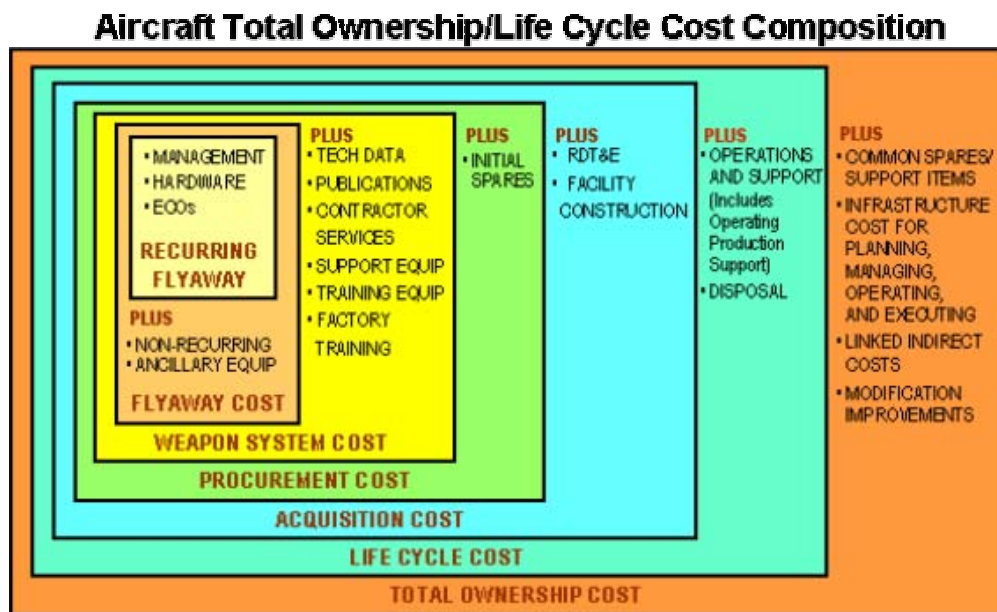 Aircraft Total Ownership/Life Cycle Cost Composition
• MANAGEMENT
• HARDWARE
• ECOs
RECURRING
FLYAWAY
PLUS
• NON-RECURRING
• ANCILLARY EQUIP
FLYAWAY COST
PLUS
• TECH DATA
• PUBLICATIONS
• CONTRACTOR
SERVICES
• SUPPORT EQUIP
• TRAINING EQUIP
• FACTORY
TRAINING
WEAPON SYSTEM COST
PLUS
• INITIAL
SPARES
PROCUREMENT COST
PLUS
• RDT&E
• FACILITY
CONSTRUCTION
ACQUISITION COST
PLUS
• OPERATIONS
AND SUPPORT
(Includes
Operating
Production
Support)
• DISPOSAL
LIFE CYCLE COST
PLUS
• COMMON SPARES/
SUPPORT ITEMS
• INFRASTRUCTURE
COST FOR
PLANNING,
MANAGING,
OPERATING,
AND EXECUTING
• LINKED INDIRECT
COSTS
• MODIFICATION
IMPROVEMENTS
TOTAL OWNERSHIP COST